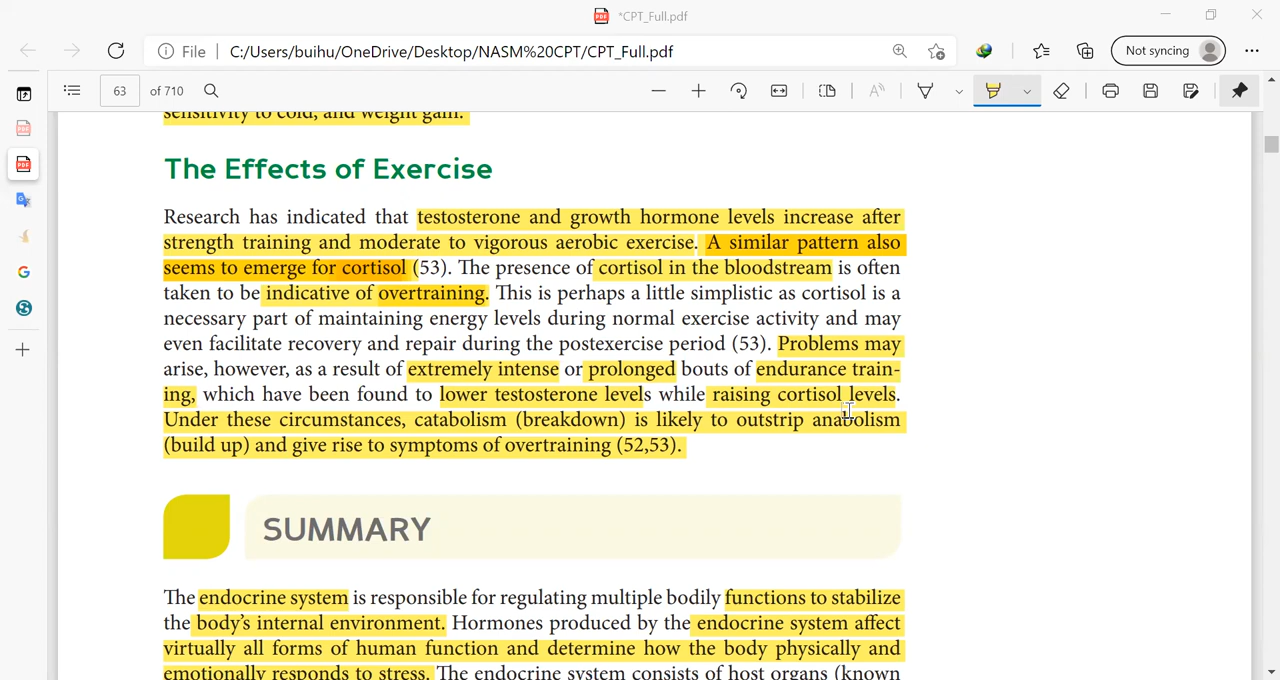 *CPT_Full.pdf
File C:/Users/buihu/OneDrive/Desktop/NASM%20CPT/CPT_Full.pdf Not syncing
63 of 710
sensitivity to cold, and weight gain.
The Effects of Exercise
Research has indicated that testosterone and growth hormone levels increase after
strength training and moderate to vigorous aerobic exercise. A similar pattern also
seems to emerge for cortisol (53). The presence of cortisol in the bloodstream is often
taken to be indicative of overtraining. This is perhaps a little simplistic as cortisol is a
necessary part of maintaining energy levels during normal exercise activity and may
even facilitate recovery and repair during the postexercise period (53). Problems may
arise, however, as a result of extremely intense or prolonged bouts of endurance train-
ing, which have been found to lower testosterone levels while raising cortisol levels.
Under these circumstances, catabolism (breakdown) is likely to outstrip anabolism
(build up) and give rise to symptoms of overtraining (52,53).
SUMMARY
The endocrine system is responsible for regulating multiple bodily functions to stabilize
the body's internal environment. Hormones produced by the endocrine system affect
virtually all forms of human function and determine how the body physically and
emotionally responds to stress. The endocrine system consists of host organs (known